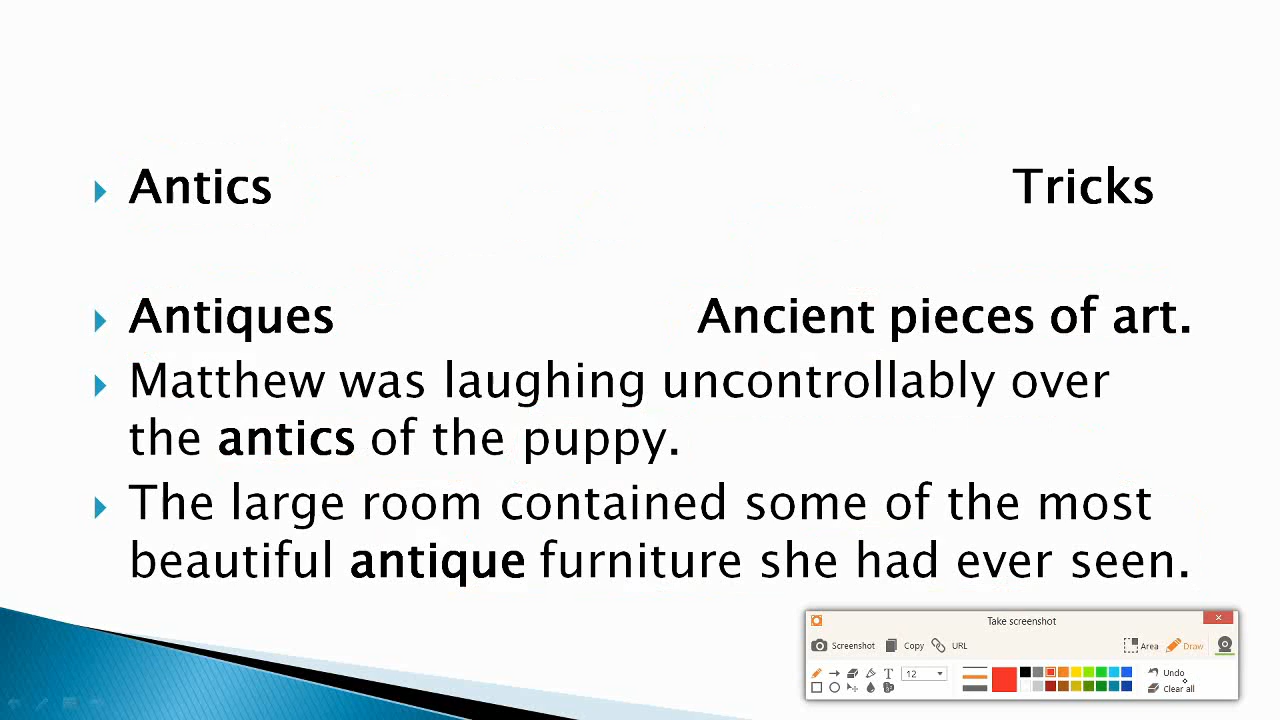 Antics Tricks
Antiques Ancient pieces of art.
Matthew was laughing uncontrollably over
the antics of the puppy.
The large room contained some of the most
beautiful antique furniture she had ever seen.
Take screenshot
Screenshot Copy URL Area Draw
T 12 Undo
Clear all